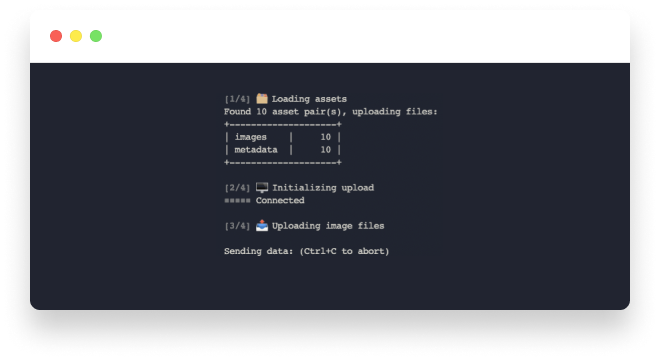 [1/4] 🗂 Loading assets
Found 10 asset pair(s), uploading files:
+--------------------+
| images    |     10 |
| metadata  |     10 |
+--------------------+
[2/4] 🖥 Initializing upload
▪▪▪▪▪ Connected
[3/4] 📤 Uploading image files
Sending data: (Ctrl+C to abort)